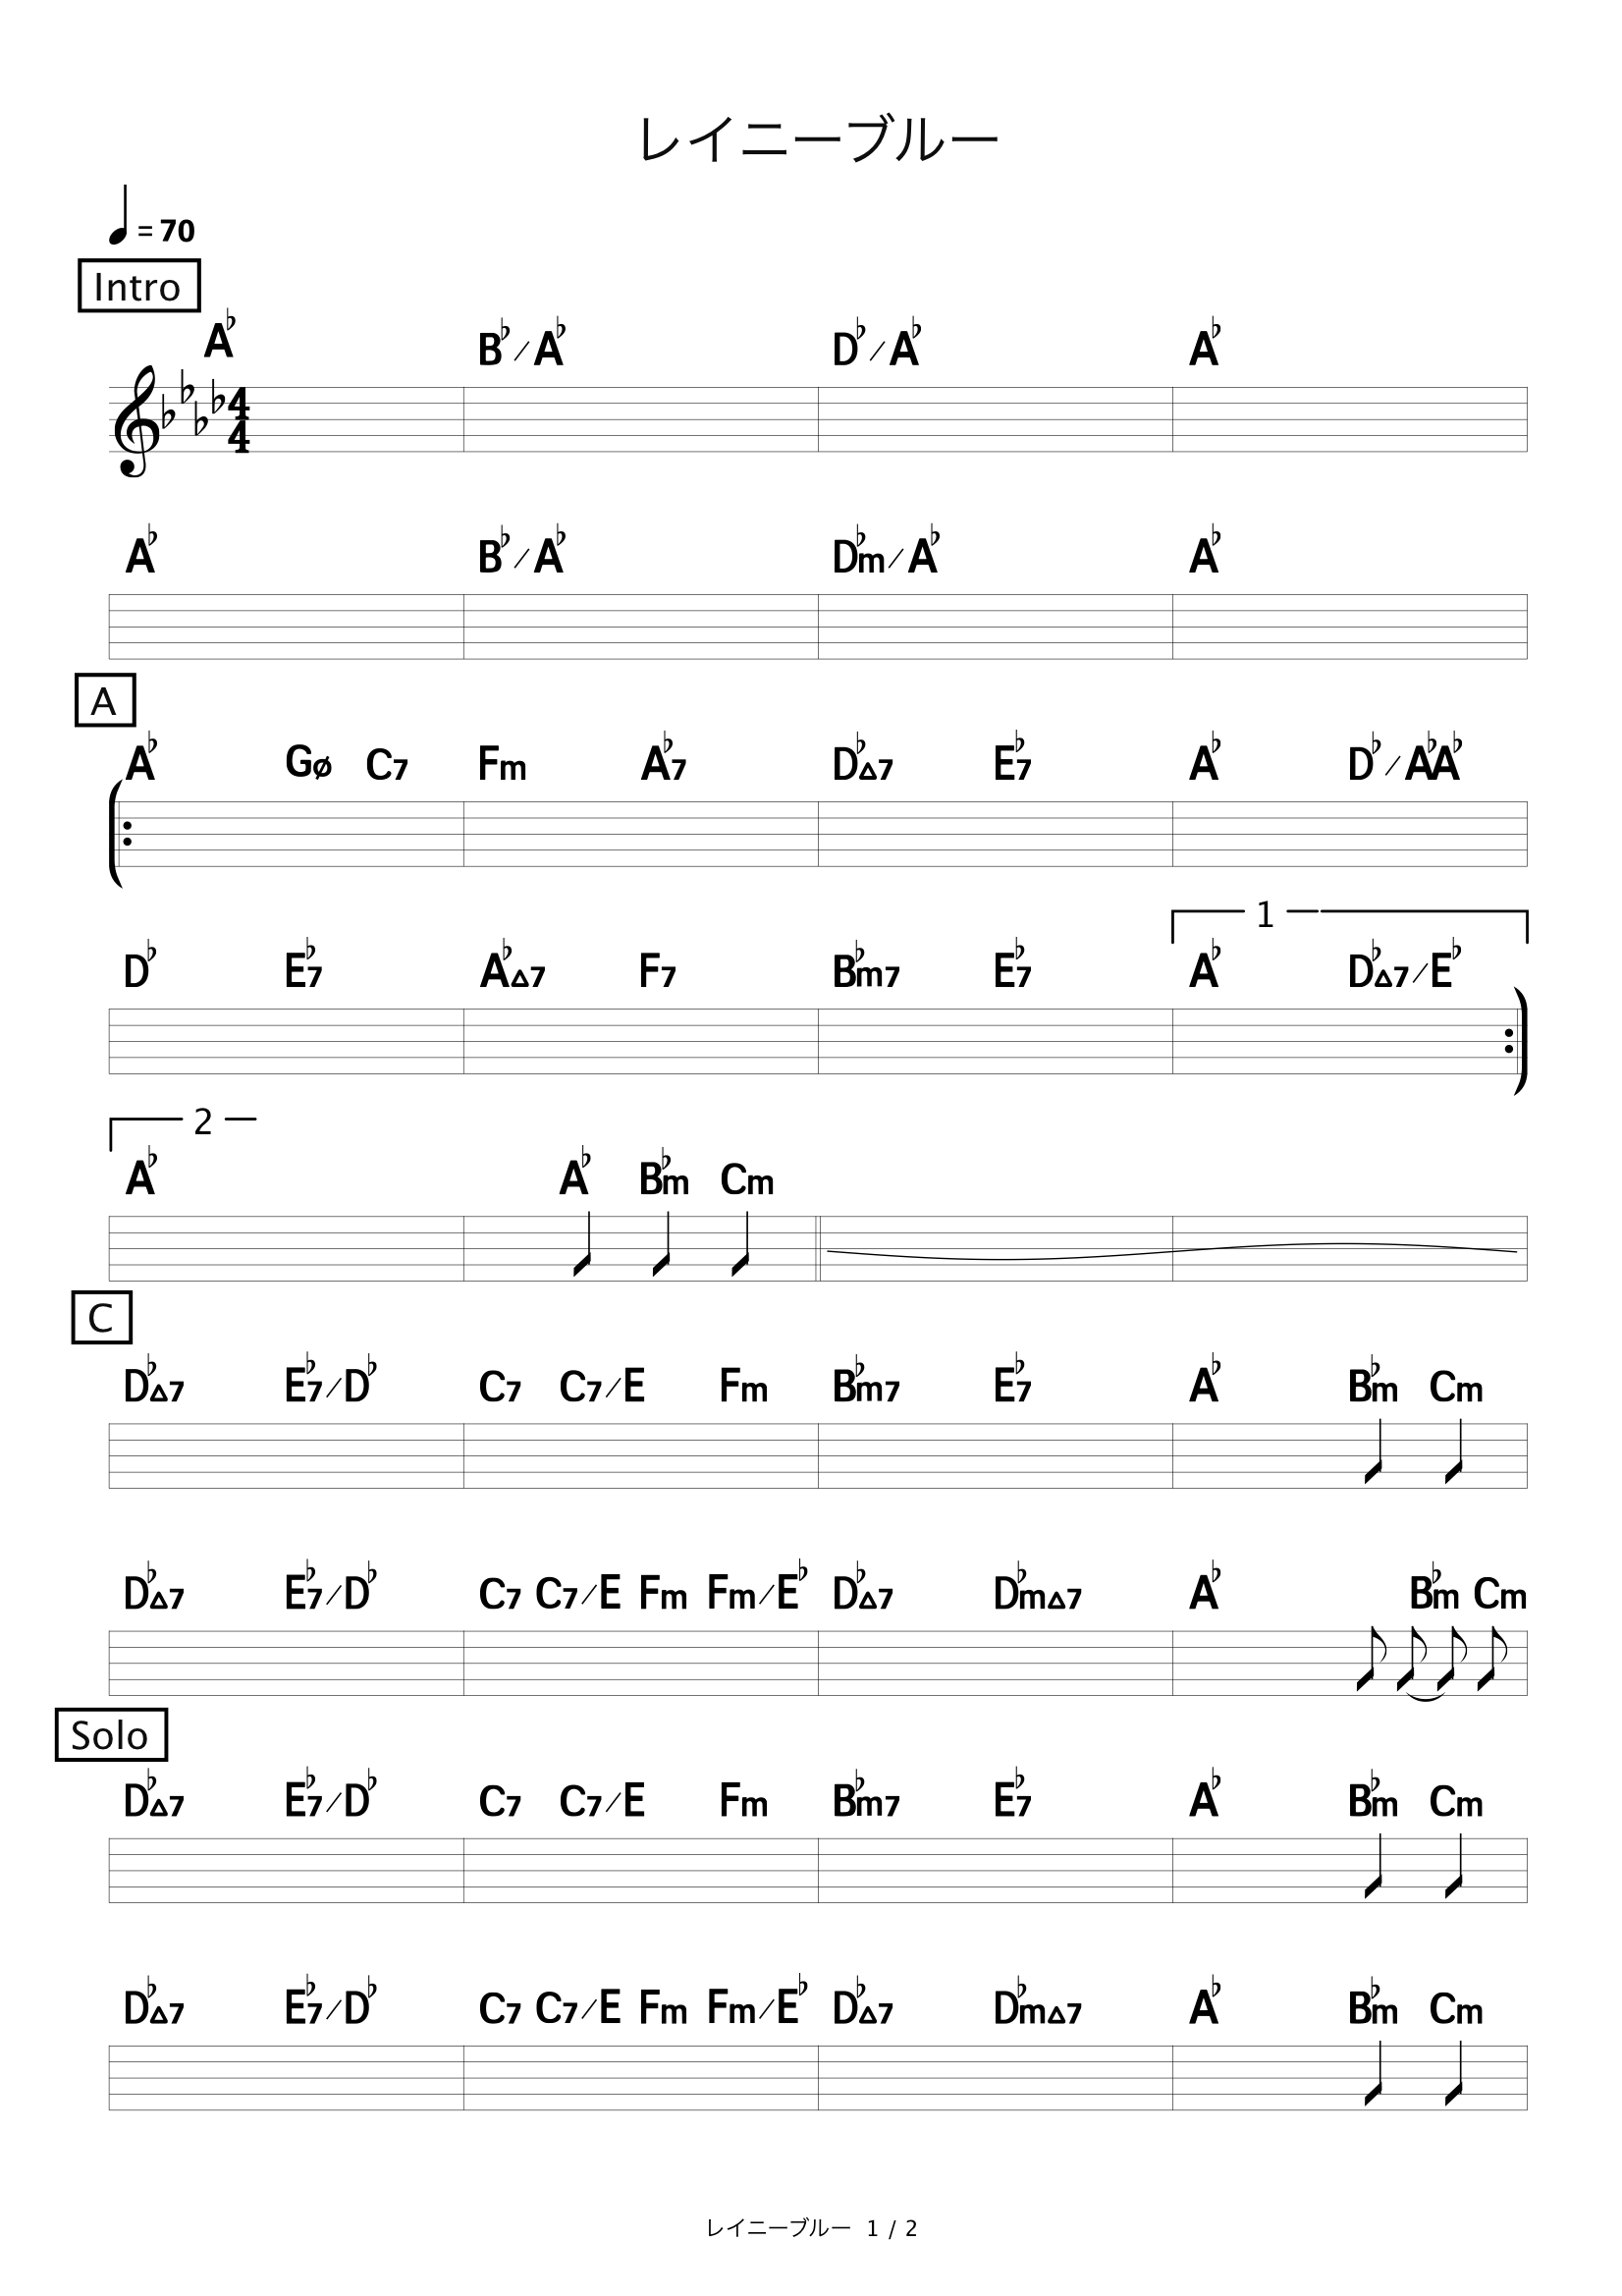 レイニーブルー
= 70
Intro
A♭ B♭/A♭ D♭/A♭ A♭
4
4
A♭ B♭/A♭ D♭m/A♭ A♭
A
A♭ Gø C7 Fm A♭7 D♭△7 E♭7 A♭ D♭/A♭ A♭
1
D♭ E♭7 A♭△7 F7 B♭m7 E♭7 A♭ D♭△7/E♭
2
A♭ A♭ B♭m Cm
C
D♭△7 E♭7/D♭ C7 C7/E Fm B♭m7 E♭7 A♭ B♭m Cm
D♭△7 E♭7/D♭ C7 C7/E Fm Fm/E♭ D♭△7 D♭m△7 A♭ B♭m Cm
Solo
D♭△7 E♭7/D♭ C7 C7/E Fm B♭m7 E♭7 A♭ B♭m Cm
D♭△7 E♭7/D♭ C7 C7/E Fm Fm/E♭ D♭△7 D♭m△7 A♭ B♭m Cm
レイニーブルー 1 / 2